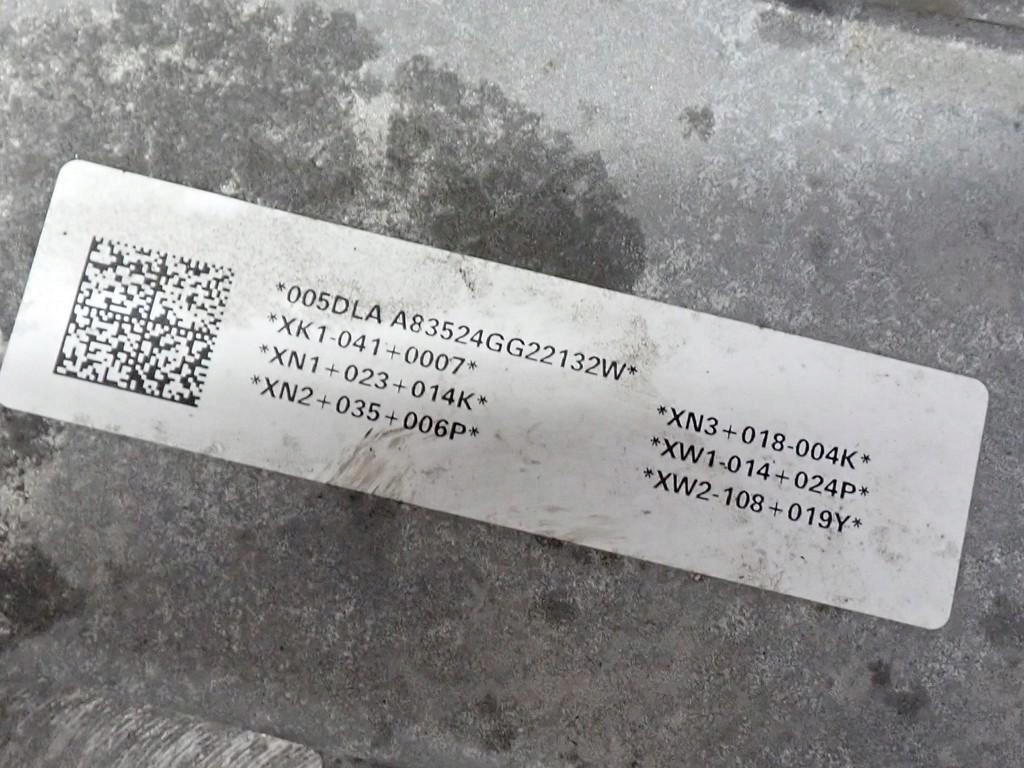 *005DLA A83524GG22132W*
*XK1-041+0007*
*XN1+023+014K*
*XN2+035+006P*
*XN3+018-004K*
*XW1-014+024P*
*XW2-108+019Y*